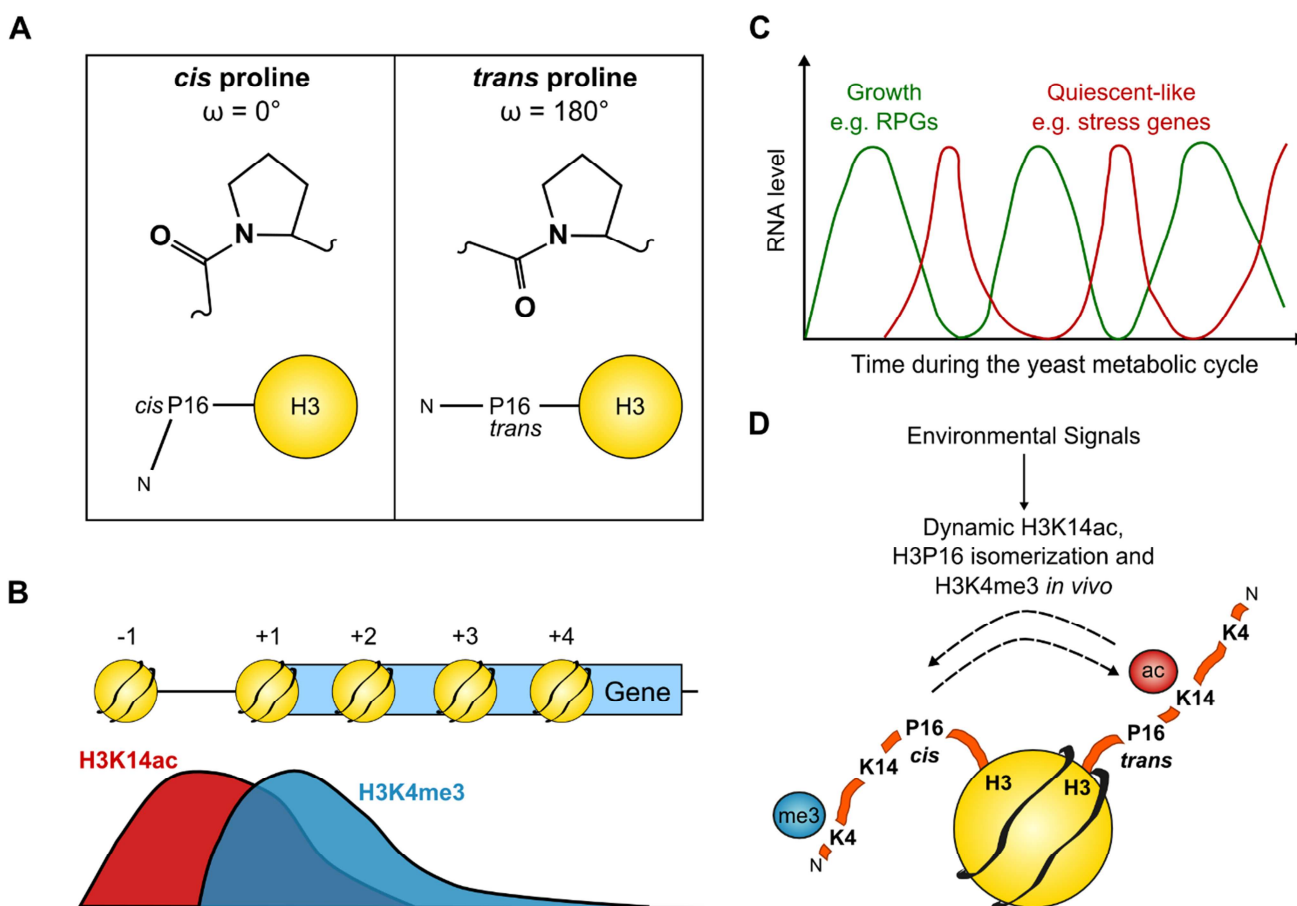 A
cis proline
ω = 0°
O
N
cis P16
H3
N
trans proline
ω = 180°
N
O
N
P16
trans
H3
B
-1
+1
+2
+3
+4
Gene
H3K14ac
H3K4me3
C
Growth
e.g. RPGs
Quiescent-like
e.g. stress genes
RNA level
Time during the yeast metabolic cycle
D
Environmental Signals
Dynamic H3K14ac,
H3P16 isomerization and
H3K4me3 in vivo
N
K4
ac
K14
P16
trans
H3
P16
cis
K14
H3
me3
K4
N